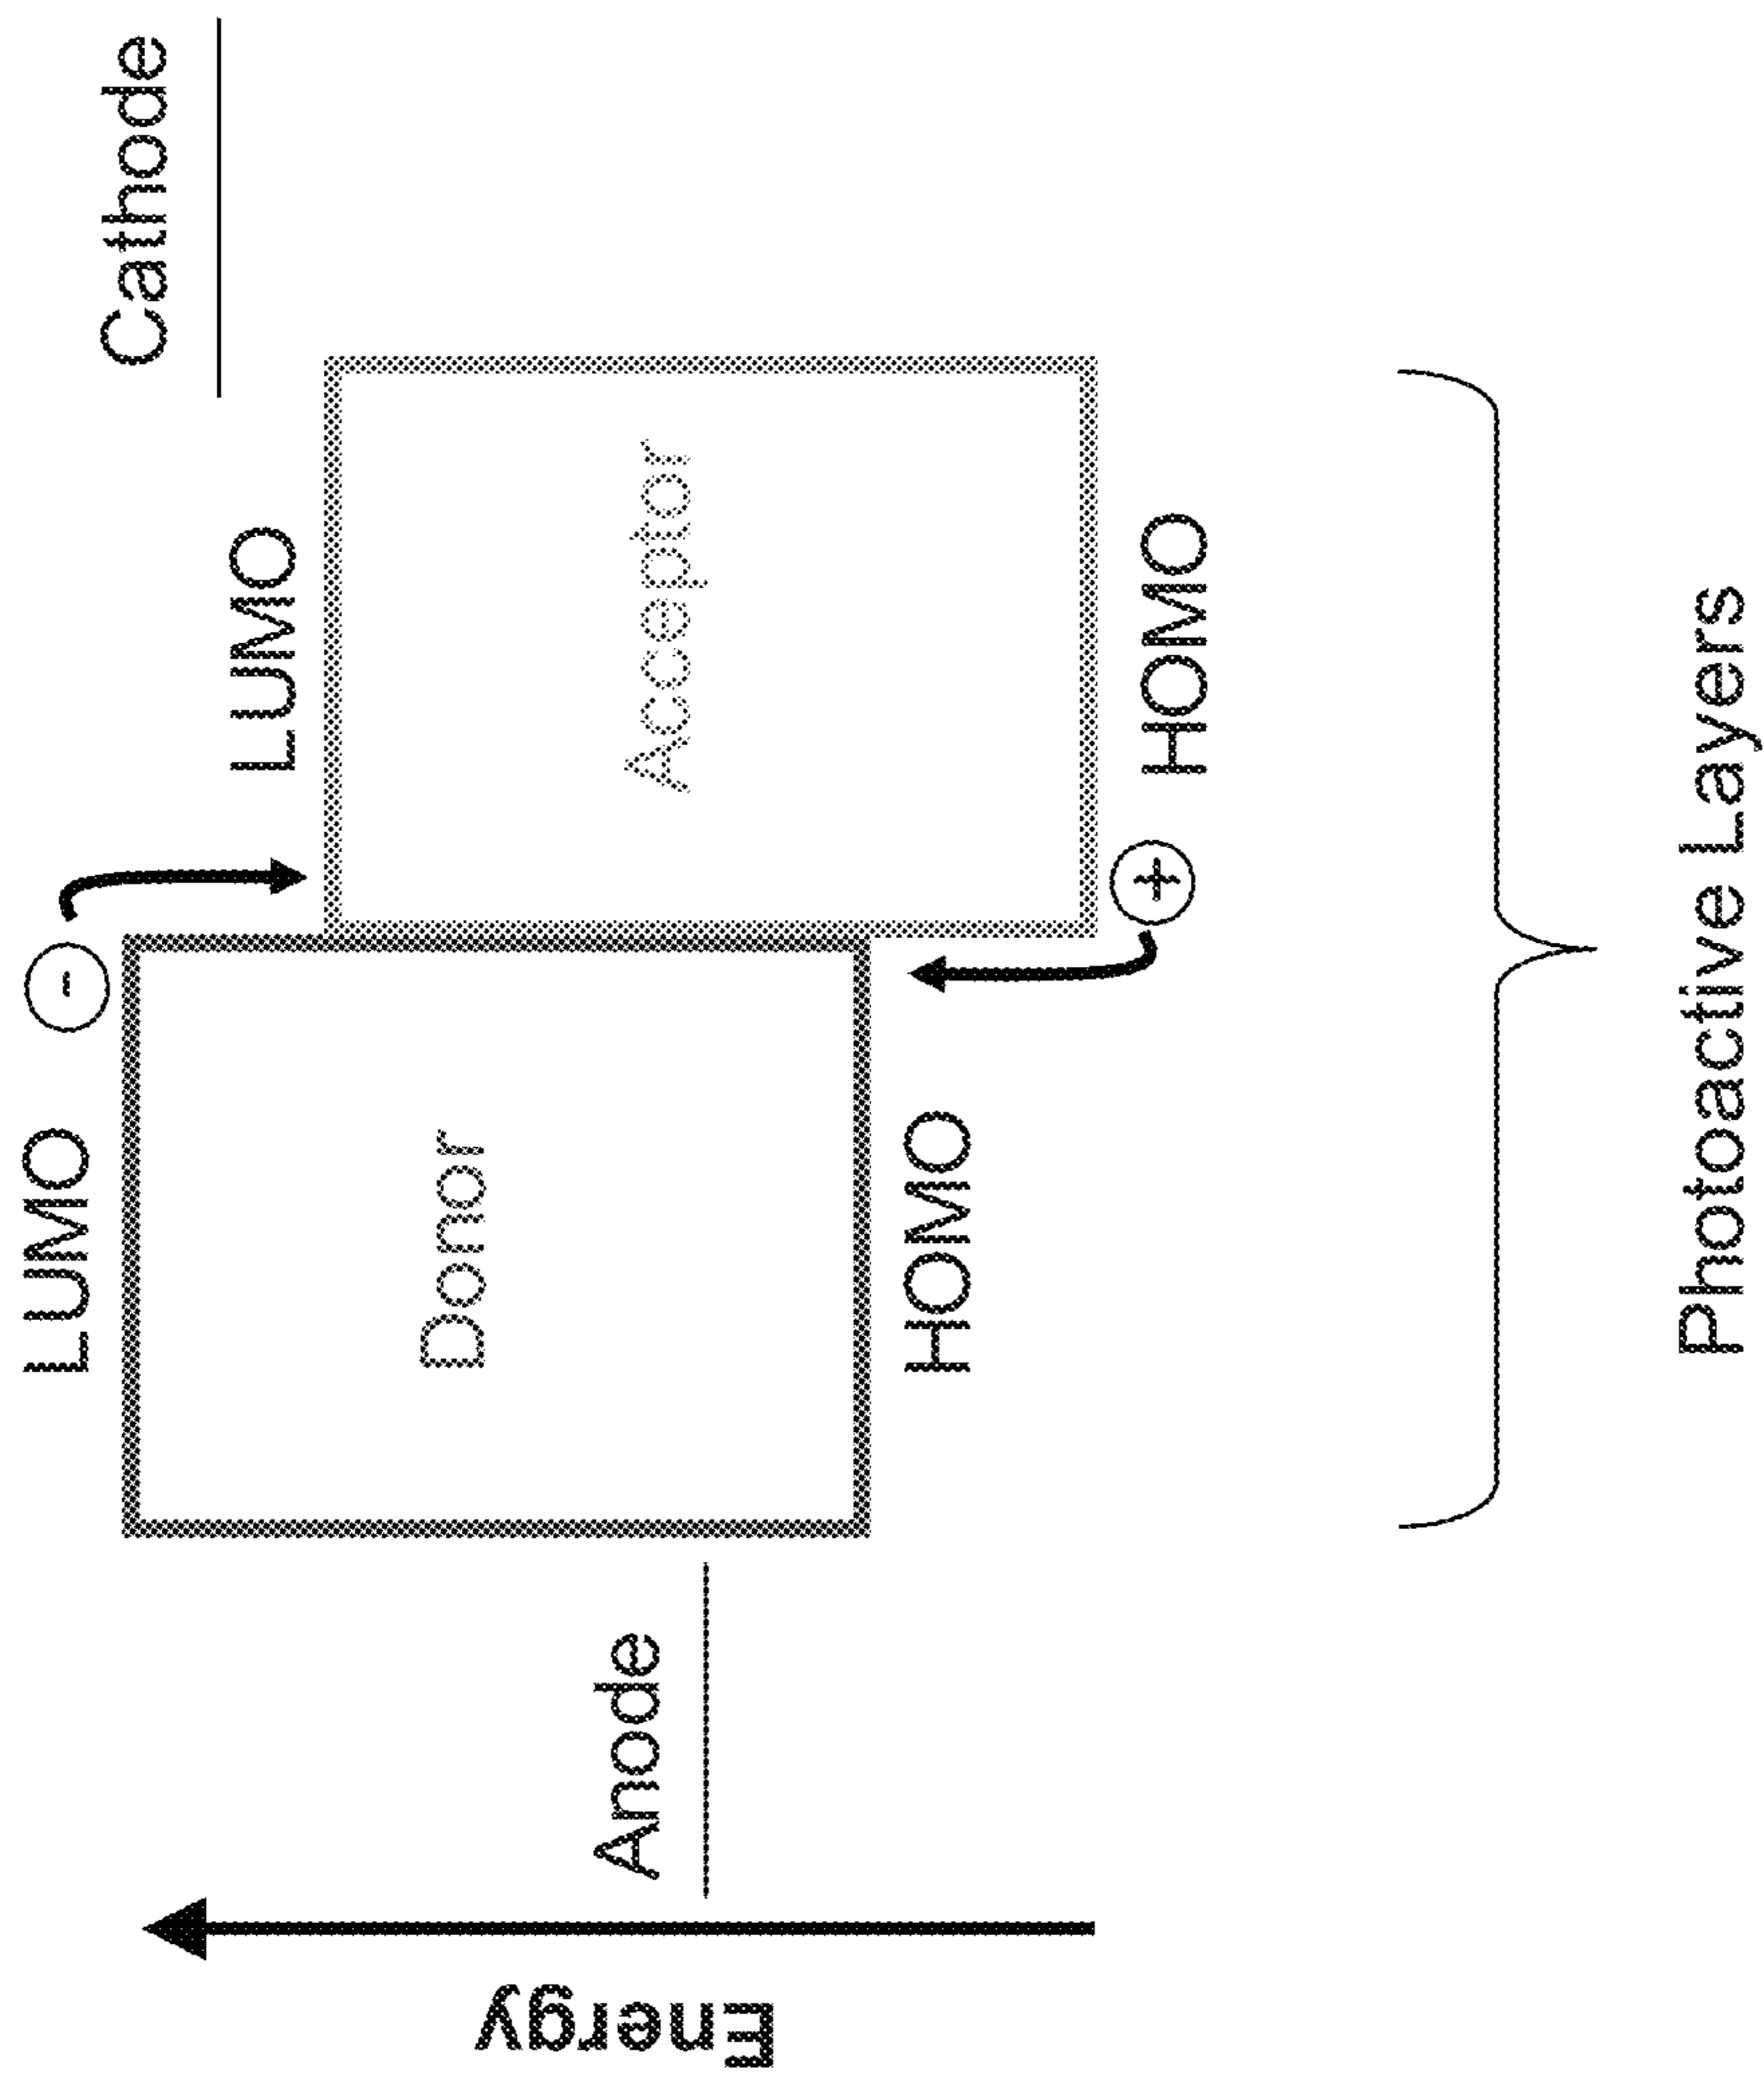 Energy
Anode
LUMO
-
Donor
HOMO
LUMO
Acceptor
+
HOMO
Cathode
Photoactive Layers